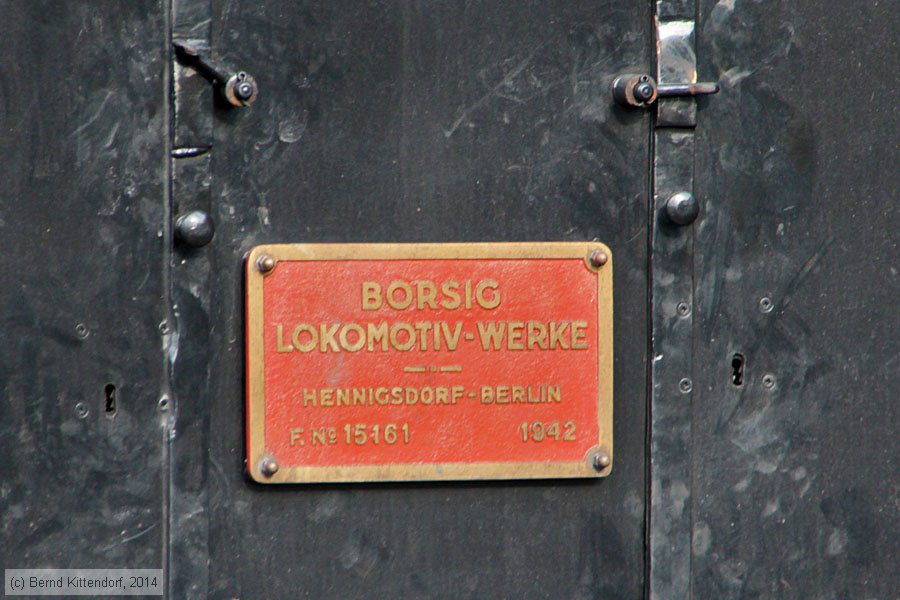 BORSIG
LOKOMOTIV-WERKE
HENNIGSDORF-BERLIN
F. No 15161 1942
(c) Bernd Kittendorf, 2014